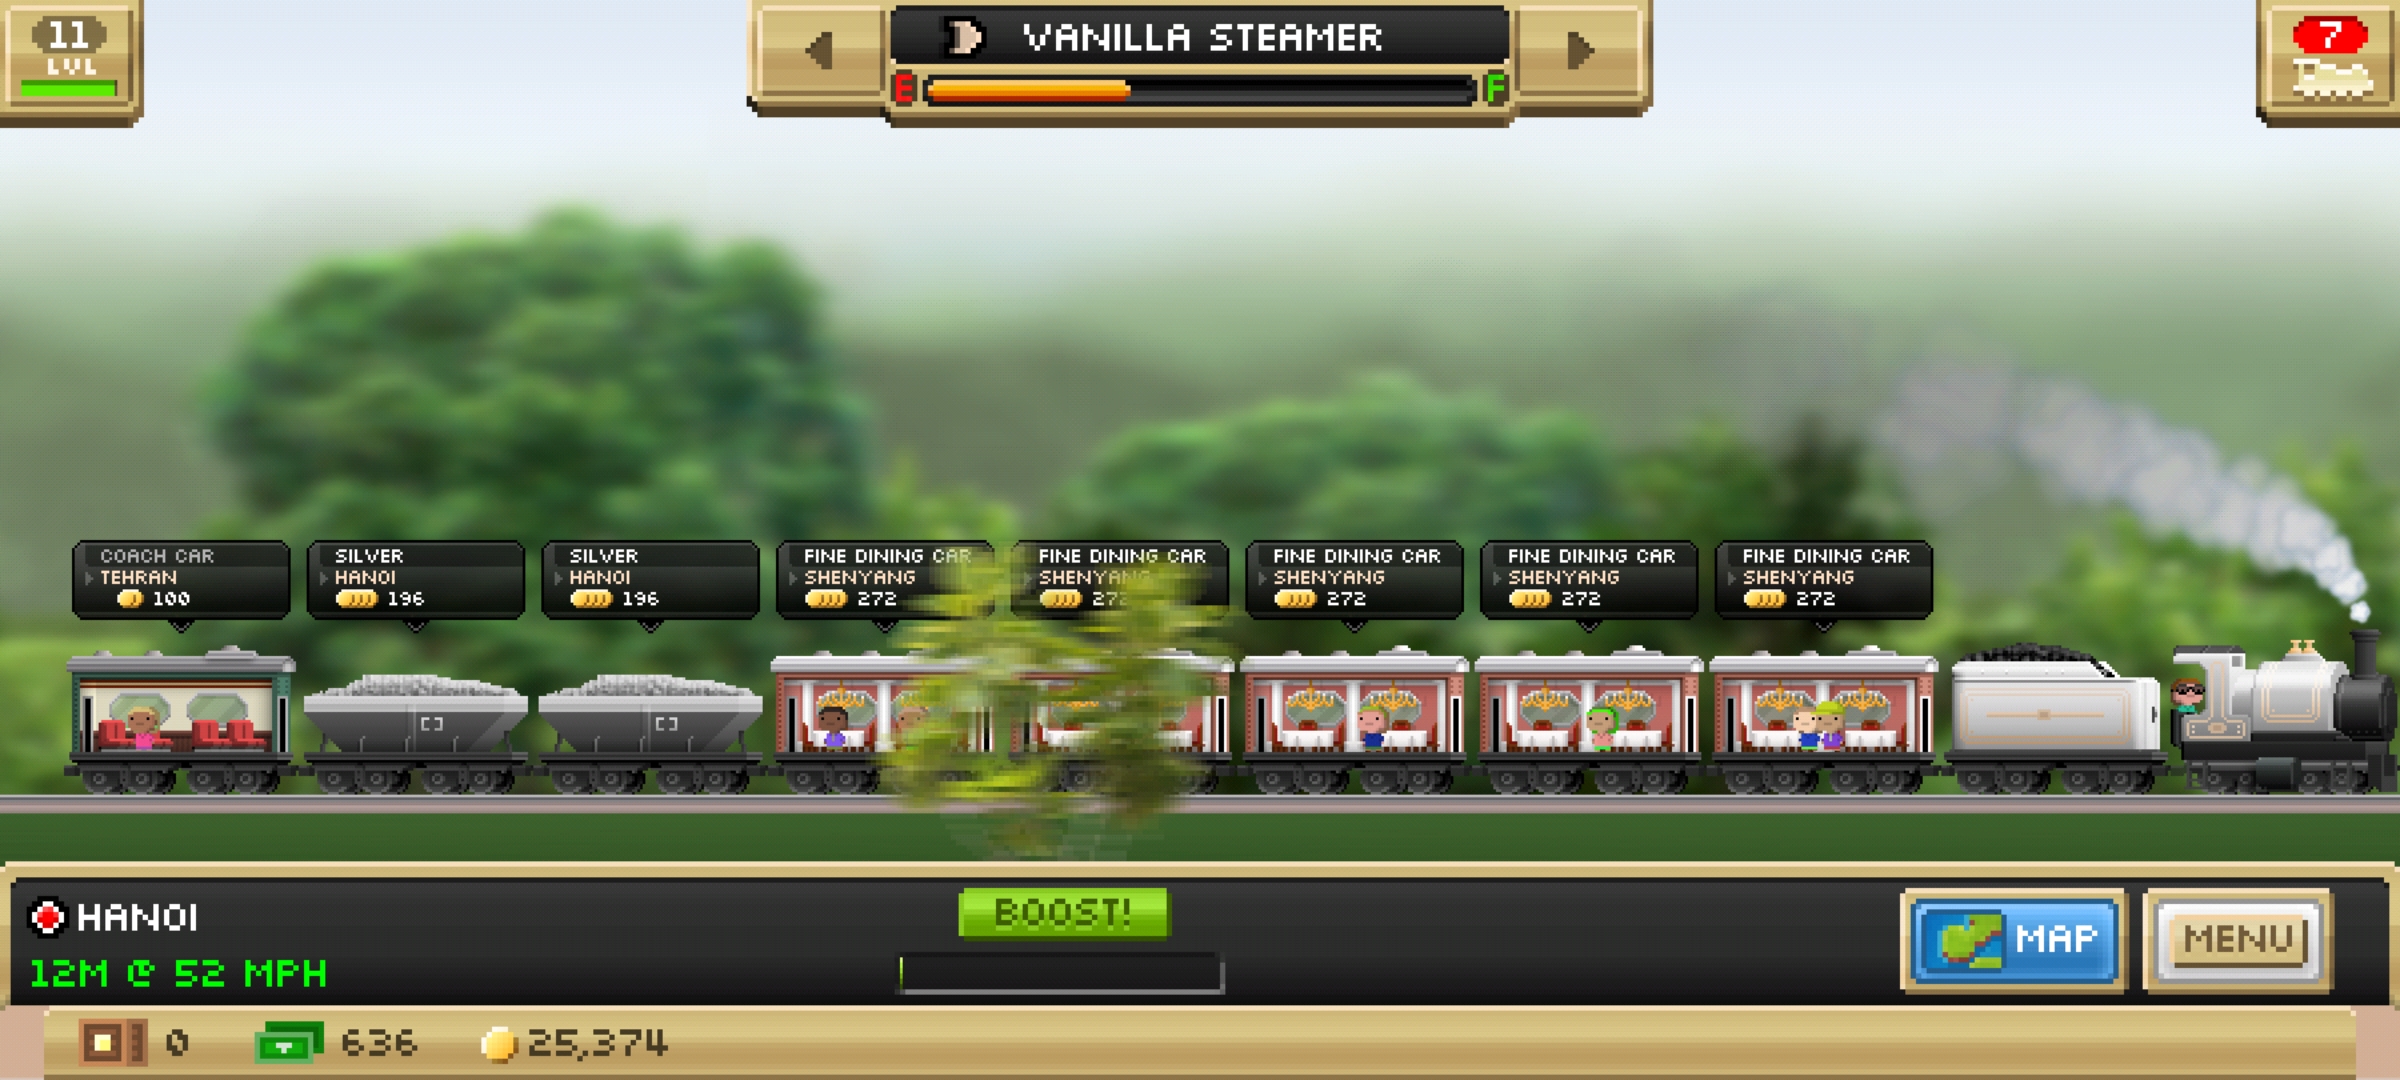 11
LVL
VANILLA STEAMER
E
F
7
COACH CAR
TEHRAN
100
SILVER
HANOI
196
SILVER
HANOI
196
FINE DINING CAR
SHENYANG
272
FINE DINING CAR
SHENYANG
272
FINE DINING CAR
SHENYANG
272
FINE DINING CAR
SHENYANG
272
FINE DINING CAR
SHENYANG
272
HANOI
12M @ 52 MPH
BOOST!
MAP
MENU
0
636
25,374